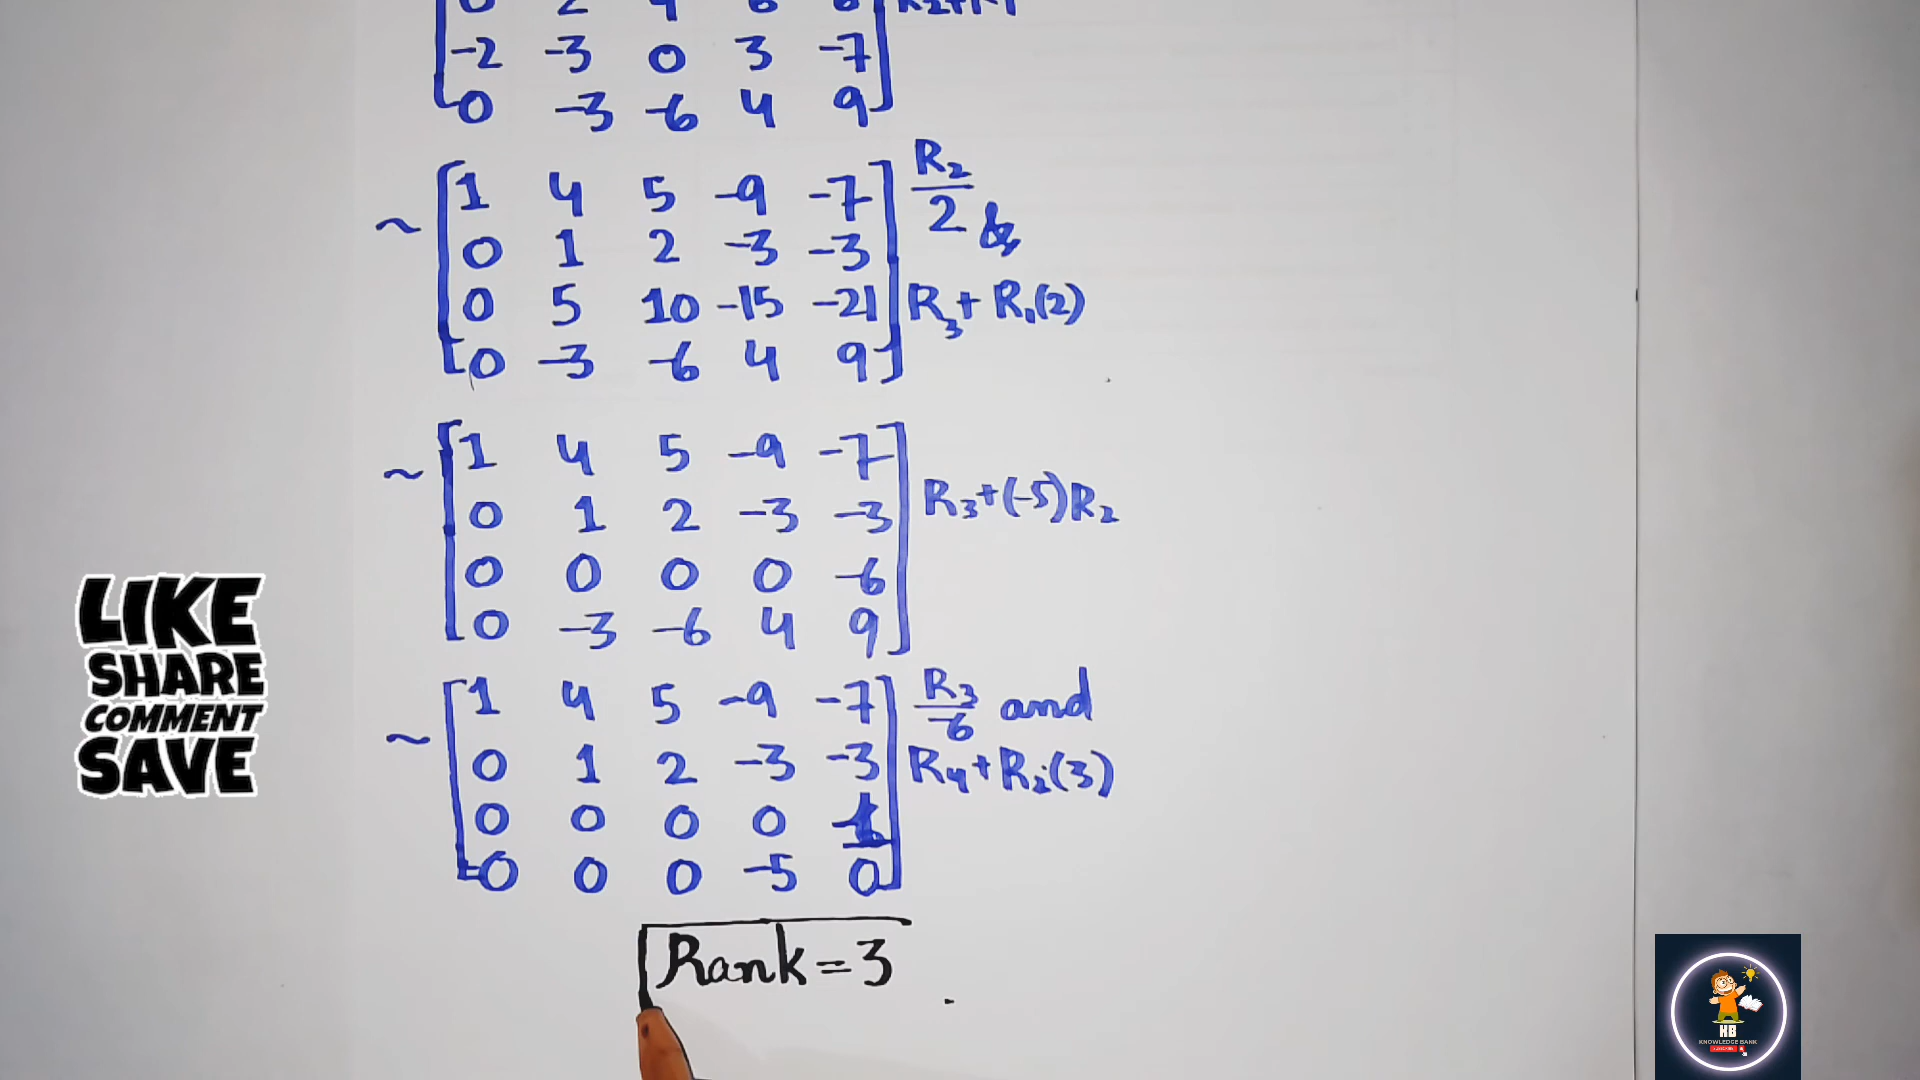 -2 -3 0 3 -7
0 -3 -6 4 9
~ 1 4 5 -9 -7 R2/2 &
0 1 2 -3 -3
0 5 10 -15 -21 R3+R1(2)
0 -3 -6 4 9
~ 1 4 5 -9 -7
0 1 2 -3 -3 R3+(-5)R2
0 0 0 0 -6
0 -3 -6 4 9
~ 1 4 5 -9 -7 R3/-6 and
0 1 2 -3 -3 R4+R2(3)
0 0 0 0
0 0 0 -5 0
Rank=3
LIKE
SHARE
COMMENT
SAVE
KB
KNOWLEDGE BANK